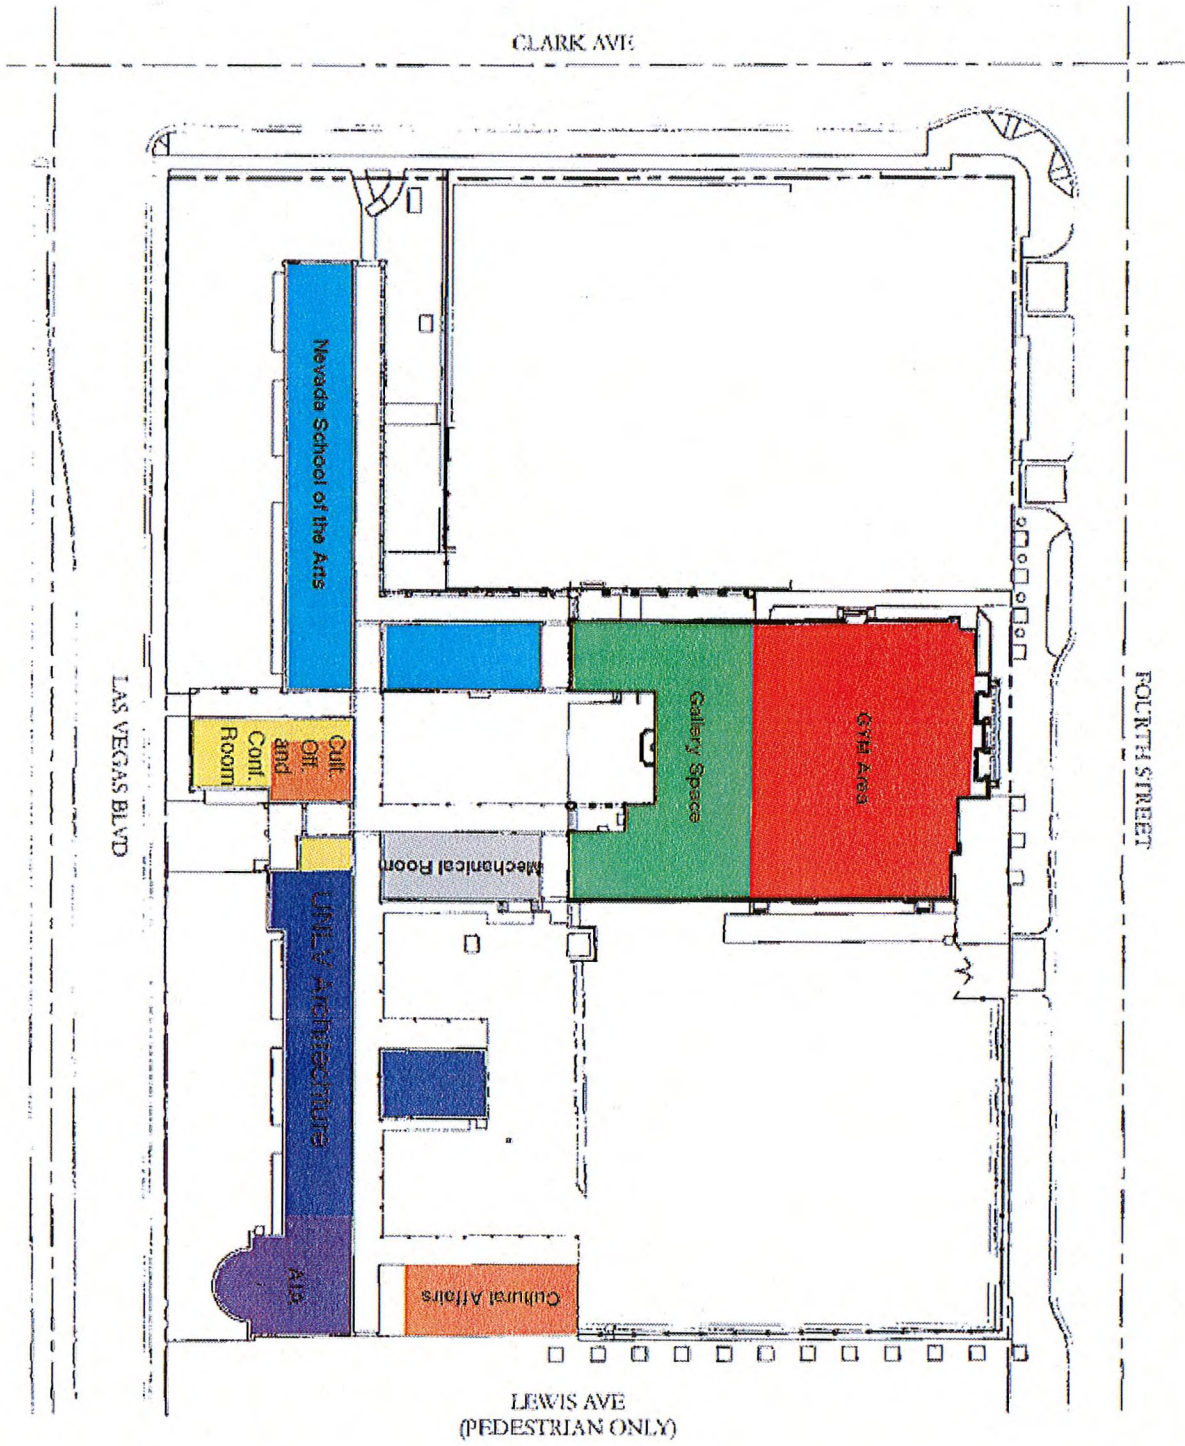 CLARK AVE
Nevada School of the Arts
LAS VEGAS BLVD
FOURTH STREET
GYM Area
Gallery Space
Cult.
Off.
and
Conf.
Room
Mechanical Room
UNLV Architecture
AIA
Cultural Affairs
LEWIS AVE
(PEDESTRIAN ONLY)